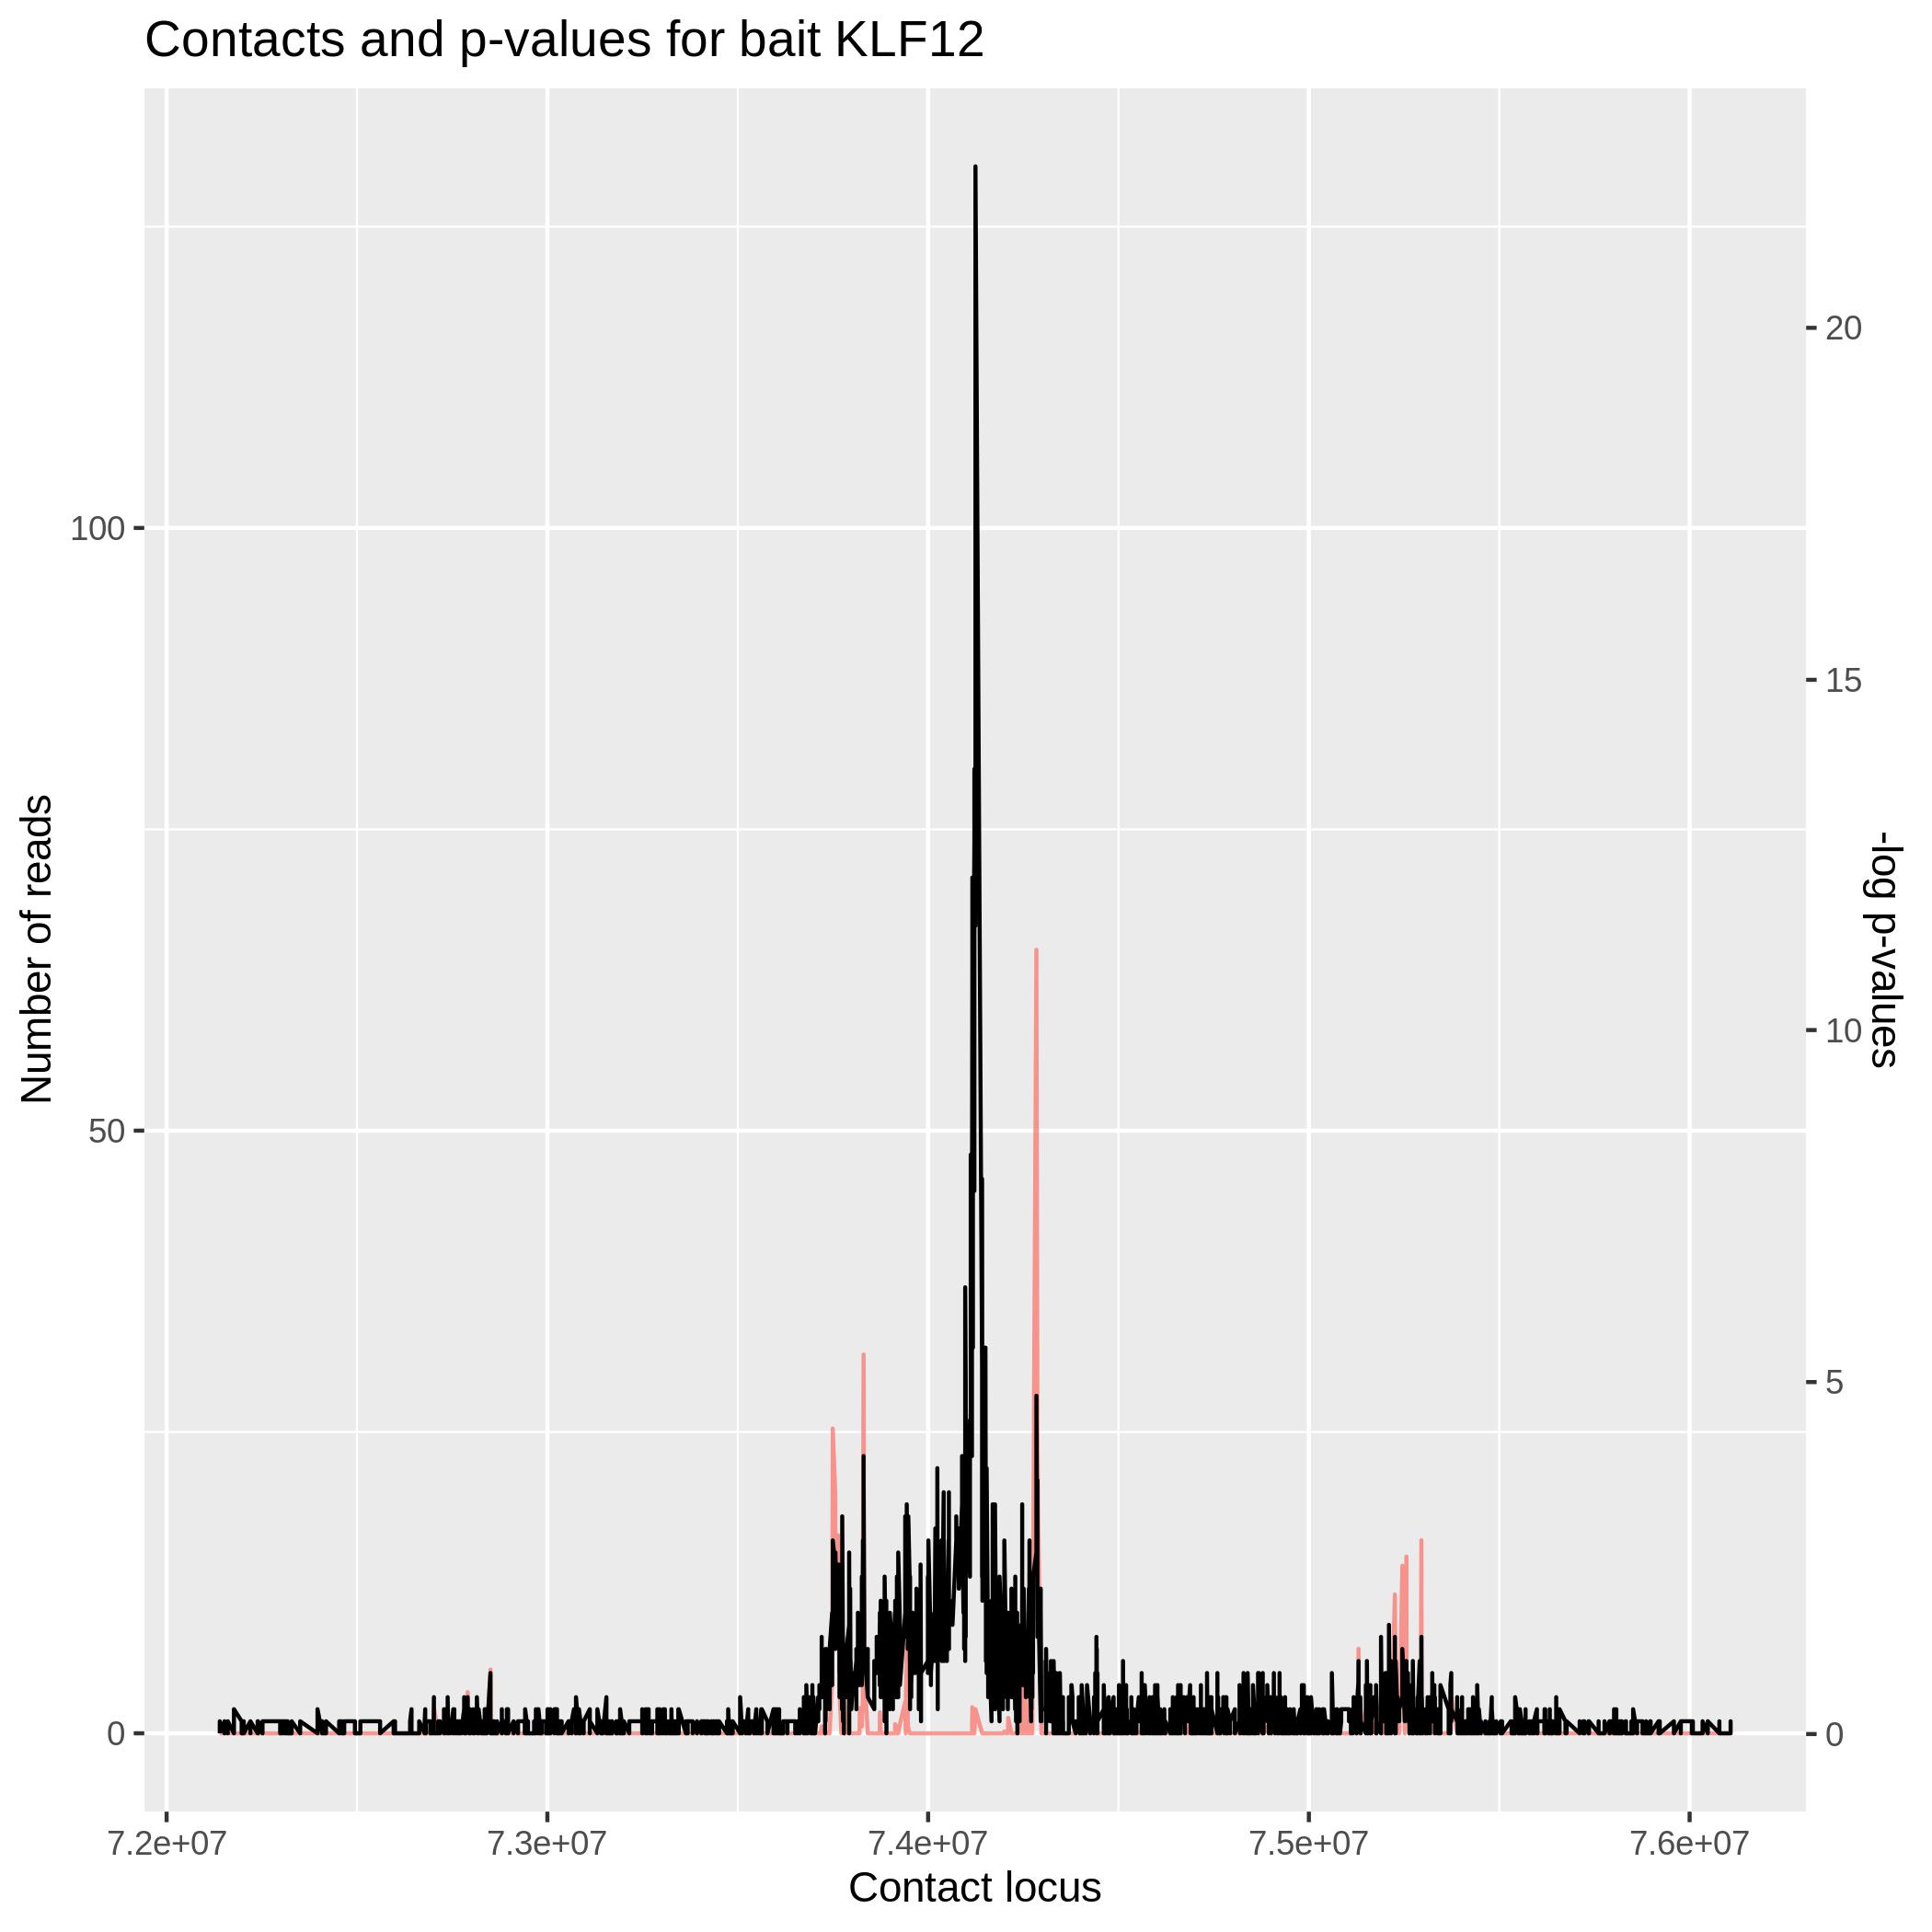 Contacts and p-values for bait KLF12
Number of reads
100
50
0
20
15
10
5
0
-log p-values
7.2e+07 7.3e+07 7.4e+07 7.5e+07 7.6e+07
Contact locus